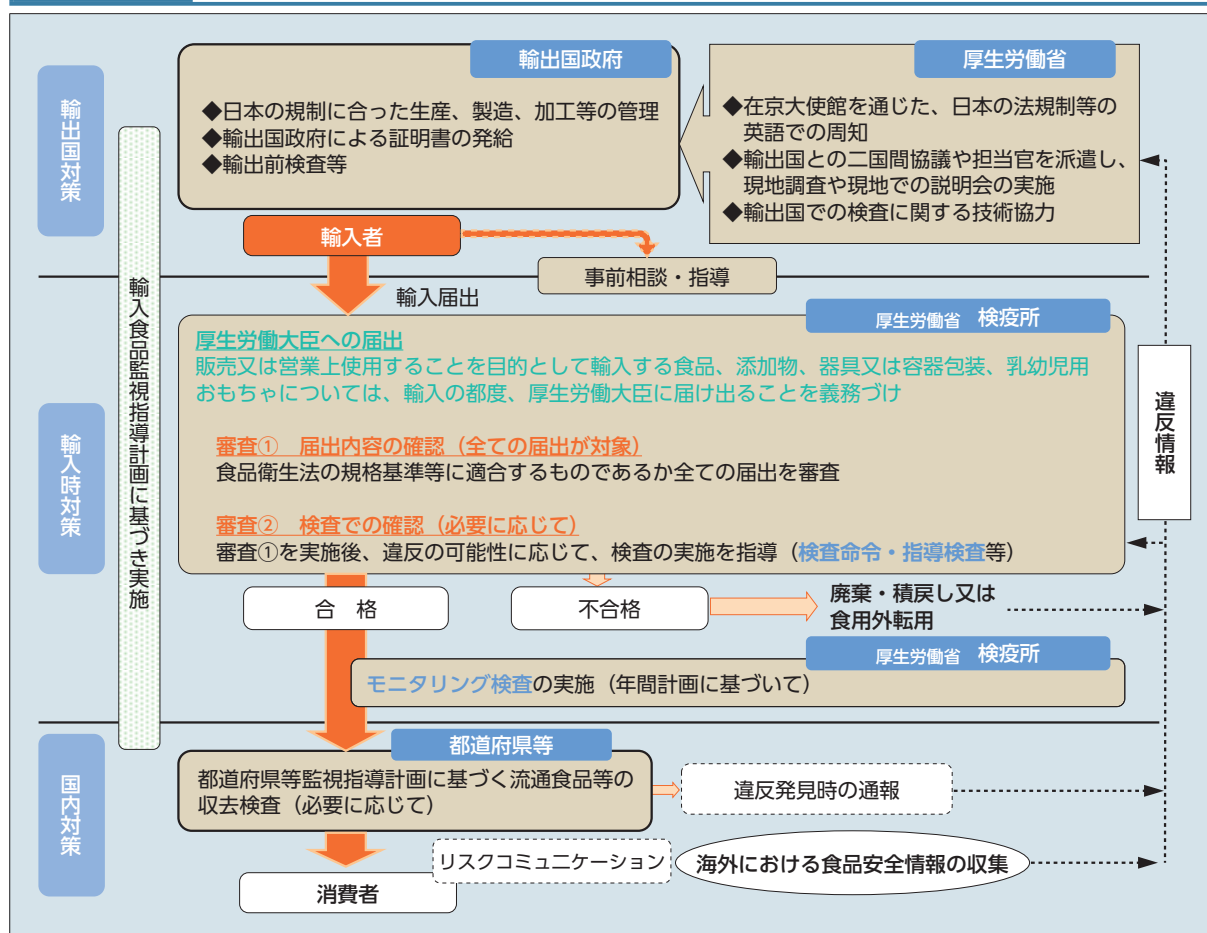 輸出国対策
輸出国政府
◆日本の規制に合った生産、製造、加工等の管理
◆輸出国政府による証明書の発給
◆輸出前検査等
厚生労働省
◆在京大使館を通じた、日本の法規制等の
英語での周知
◆輸出国との二国間協議や担当官を派遣し、
現地調査や現地での説明会の実施
◆輸出国での検査に関する技術協力
輸入者
事前相談・指導
輸入届出
輸入食品監視指導計画に基づき実施
輸入時対策
厚生労働省 検疫所
厚生労働大臣への届出
販売又は営業上使用することを目的として輸入する食品、添加物、器具又は容器包装、乳幼児用
おもちゃについては、輸入の都度、厚生労働大臣に届け出ることを義務づけ
審査① 届出内容の確認（全ての届出が対象）
食品衛生法の規格基準等に適合するものであるか全ての届出を審査
審査② 検査での確認（必要に応じて）
審査①を実施後、違反の可能性に応じて、検査の実施を指導（検査命令・指導検査等）
違反情報
合 格
不合格
廃棄・積戻し又は
食用外転用
厚生労働省 検疫所
モニタリング検査の実施（年間計画に基づいて）
国内対策
都道府県等
都道府県等監視指導計画に基づく流通食品等の
収去検査（必要に応じて）
違反発見時の通報
リスクコミュニケーション
海外における食品安全情報の収集
消費者